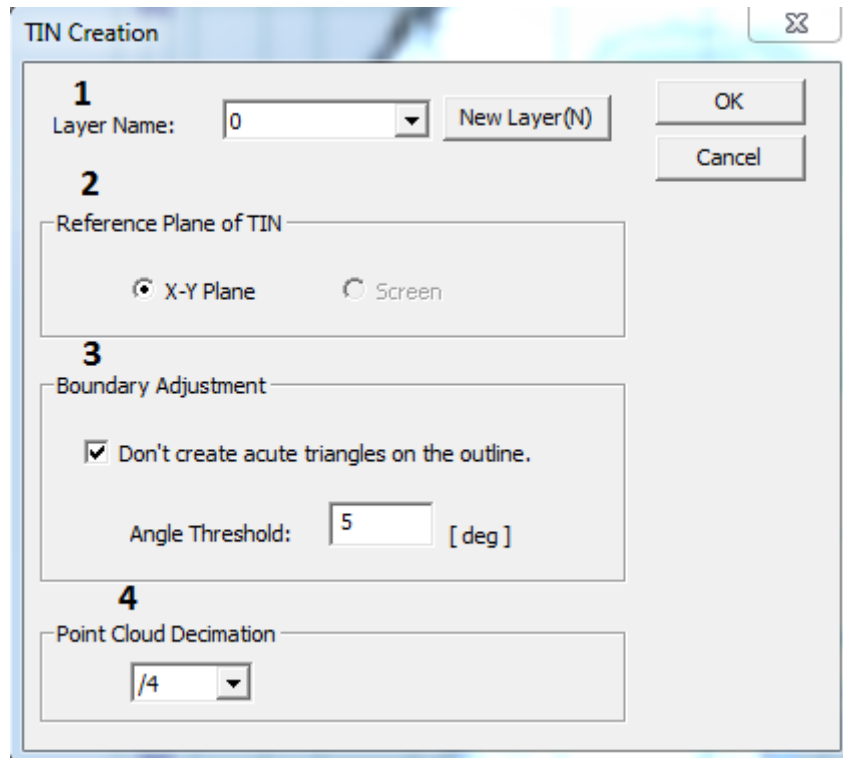 TIN Creation
1
Layer Name: 0 New Layer(N) OK
Cancel
2
Reference Plane of TIN
X-Y Plane Screen
3
Boundary Adjustment
Don't create acute triangles on the outline.
Angle Threshold: 5 [ deg ]
4
Point Cloud Decimation
/4